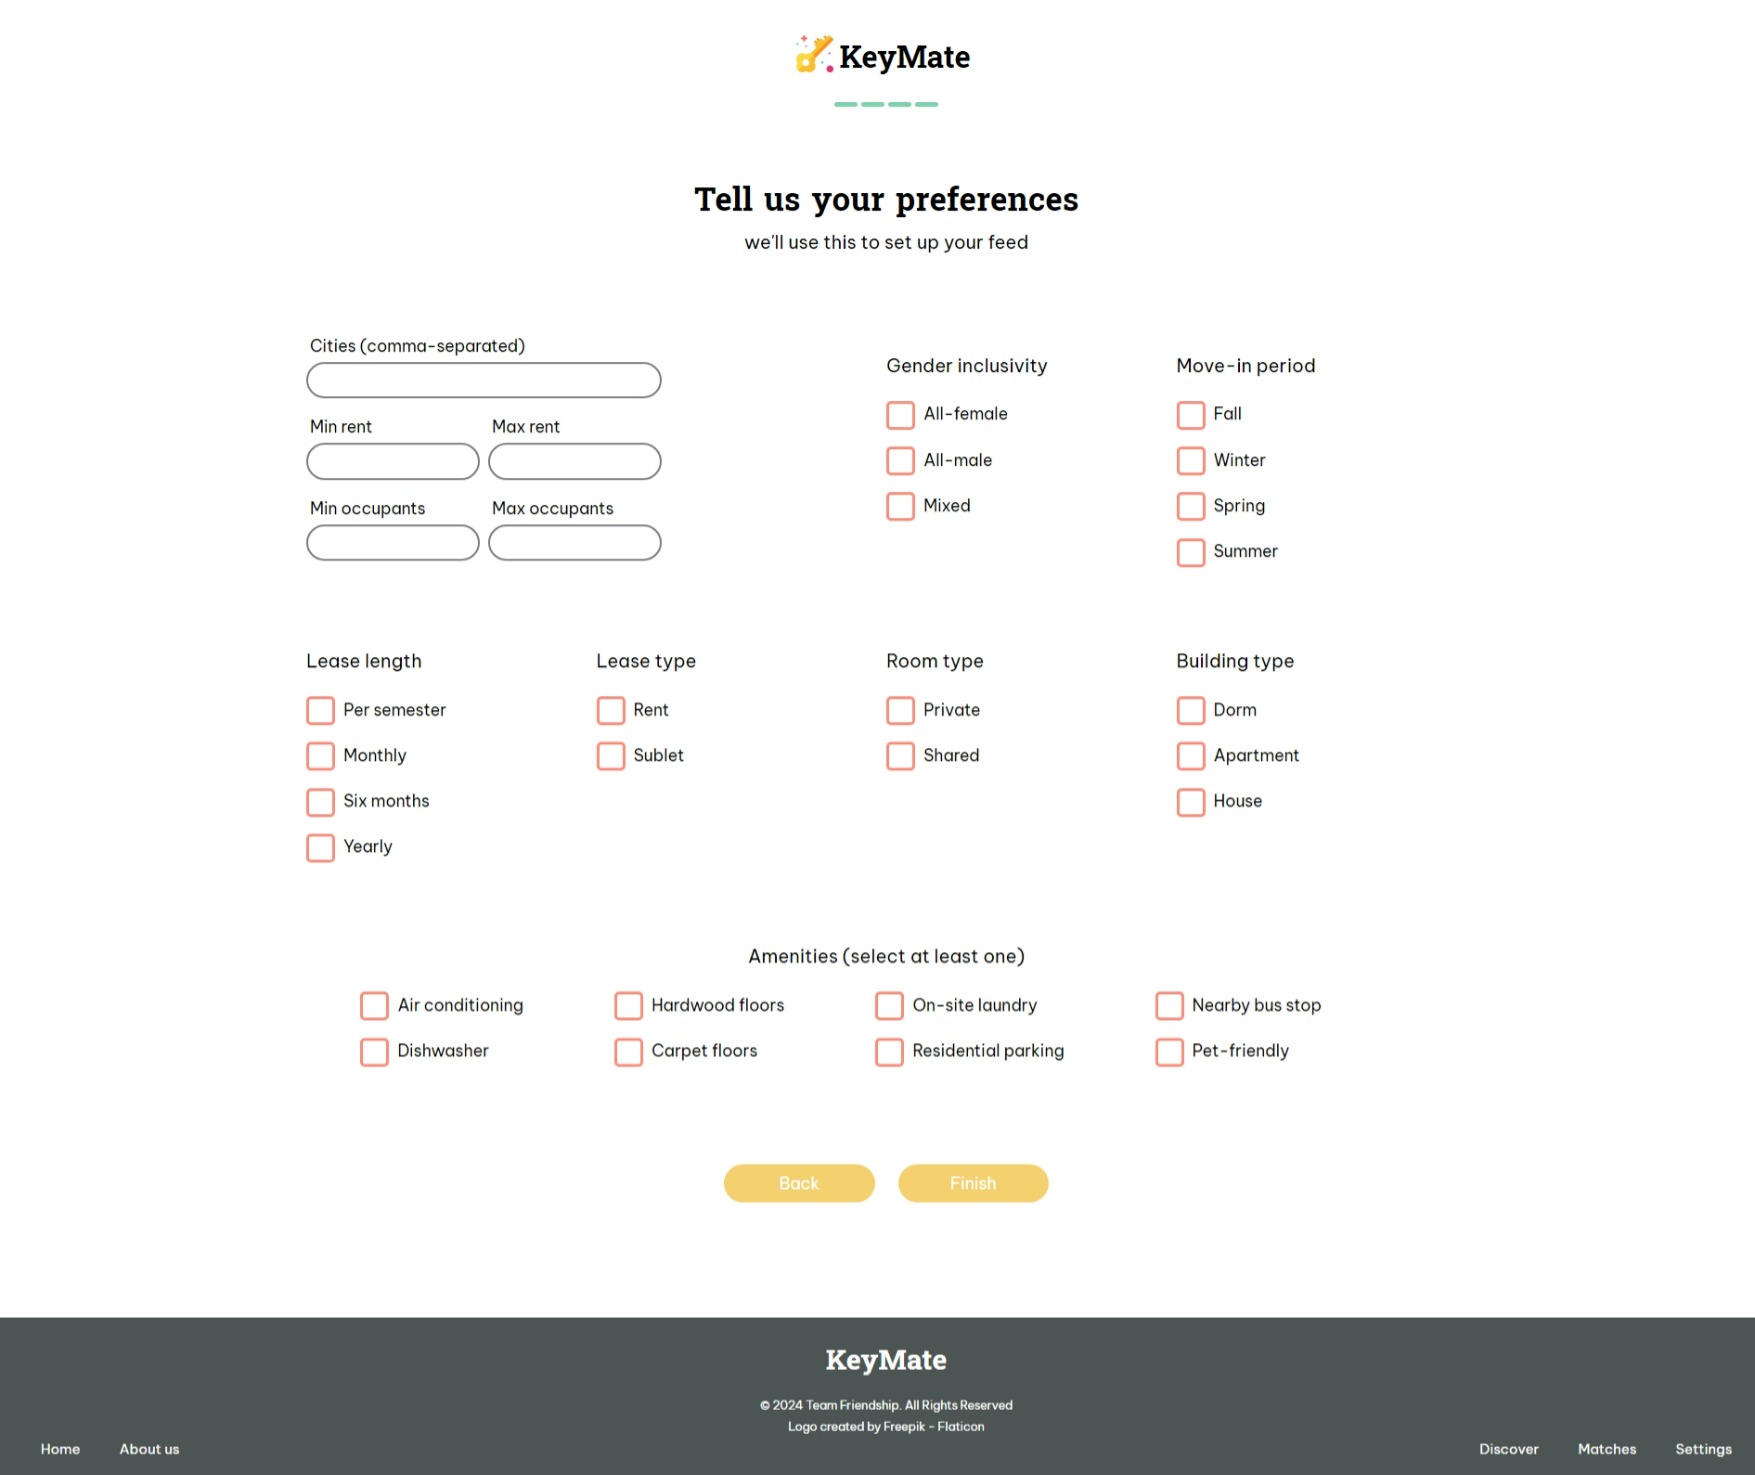 KeyMate
Tell us your preferences
we'll use this to set up your feed
Cities (comma-separated)
Min rent
Max rent
Min occupants
Max occupants
Gender inclusivity
All-female
All-male
Mixed
Move-in period
Fall
Winter
Spring
Summer
Lease length
Per semester
Monthly
Six months
Yearly
Lease type
Rent
Sublet
Room type
Private
Shared
Building type
Dorm
Apartment
House
Amenities (select at least one)
Air conditioning
Hardwood floors
On-site laundry
Nearby bus stop
Dishwasher
Carpet floors
Residential parking
Pet-friendly
Back
Finish
KeyMate
© 2024 Team Friendship. All Rights Reserved
Logo created by Freepik - Flaticon
Home
About us
Discover
Matches
Settings